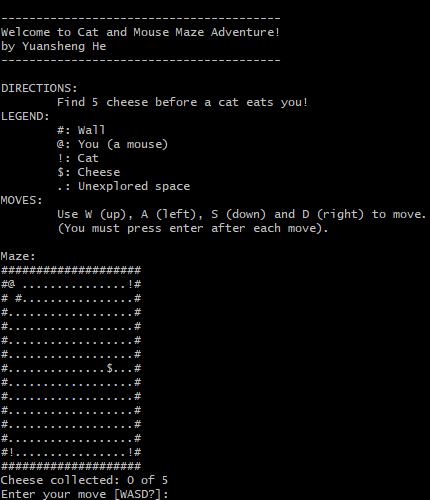 ----------------------------------------
Welcome to Cat and Mouse Maze Adventure!
by Yuansheng He
----------------------------------------
DIRECTIONS:
Find 5 cheese before a cat eats you!
LEGEND:
#: Wall
@: You (a mouse)
!: Cat
$: Cheese
.: Unexplored space
MOVES:
Use W (up), A (left), S (down) and D (right) to move.
(You must press enter after each move).
Maze:
####################
#@ ...............!#
# #................#
#..................#
#..................#
#..................#
#..................#
#..............$...#
#..................#
#..................#
#..................#
#..................#
#..................#
#!................!#
####################
Cheese collected: 0 of 5
Enter your move [WASD?]: